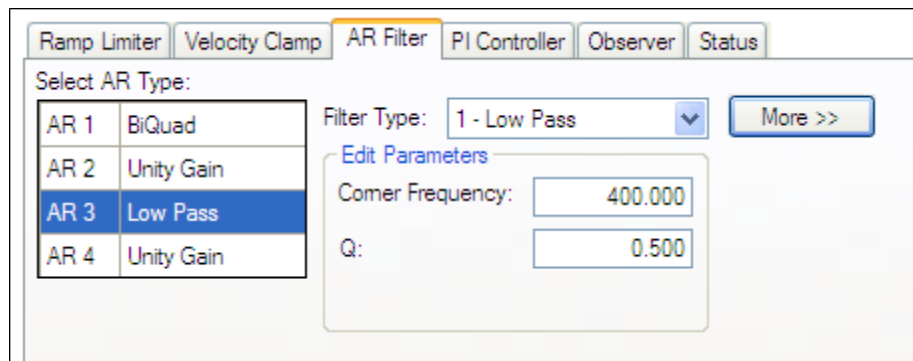 Ramp Limiter Velocity Clamp AR Filter PI Controller Observer Status
Select AR Type:
AR 1 BiQuad
AR 2 Unity Gain
AR 3 Low Pass
AR 4 Unity Gain
Filter Type: 1 - Low Pass More >>
Edit Parameters
Corner Frequency: 400.000
Q: 0.500